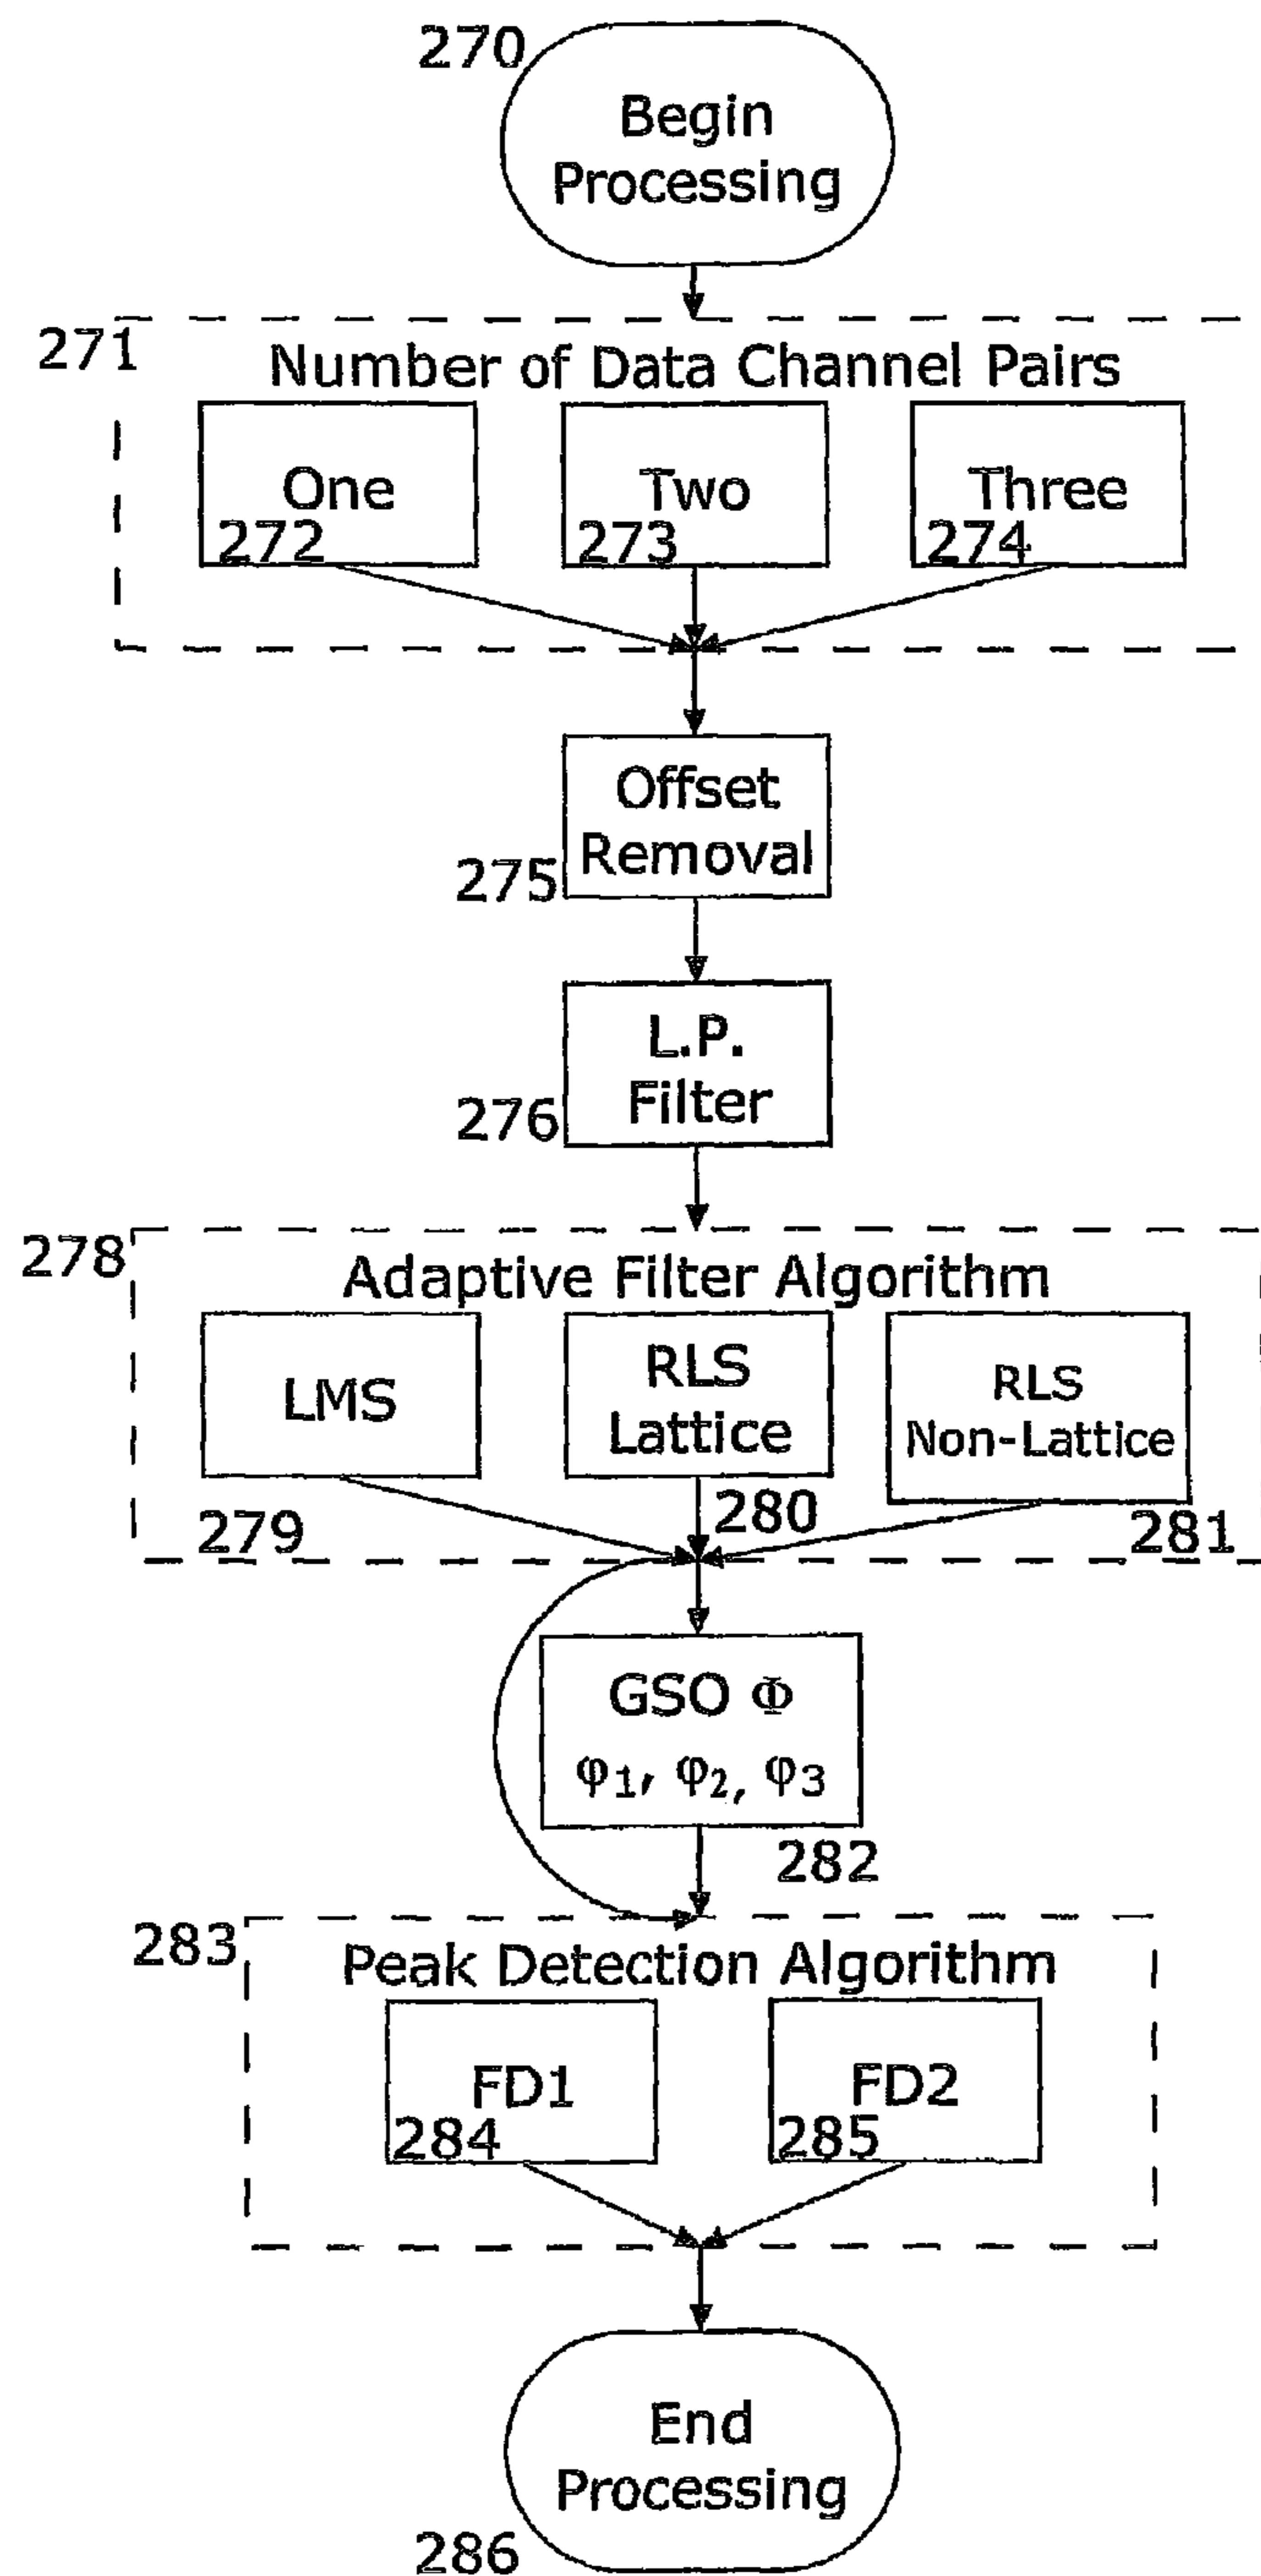 270
Begin
Processing
271
Number of Data Channel Pairs
One
Two
Three
272
273
274
Offset
Removal
275
L.P.
Filter
276
278
Adaptive Filter Algorithm
LMS
RLS
Lattice
RLS
Non-Lattice
279
280
281
GSO Φ
φ1, φ2, φ3
282
283
Peak Detection Algorithm
FD1
FD2
284
285
End
Processing
286